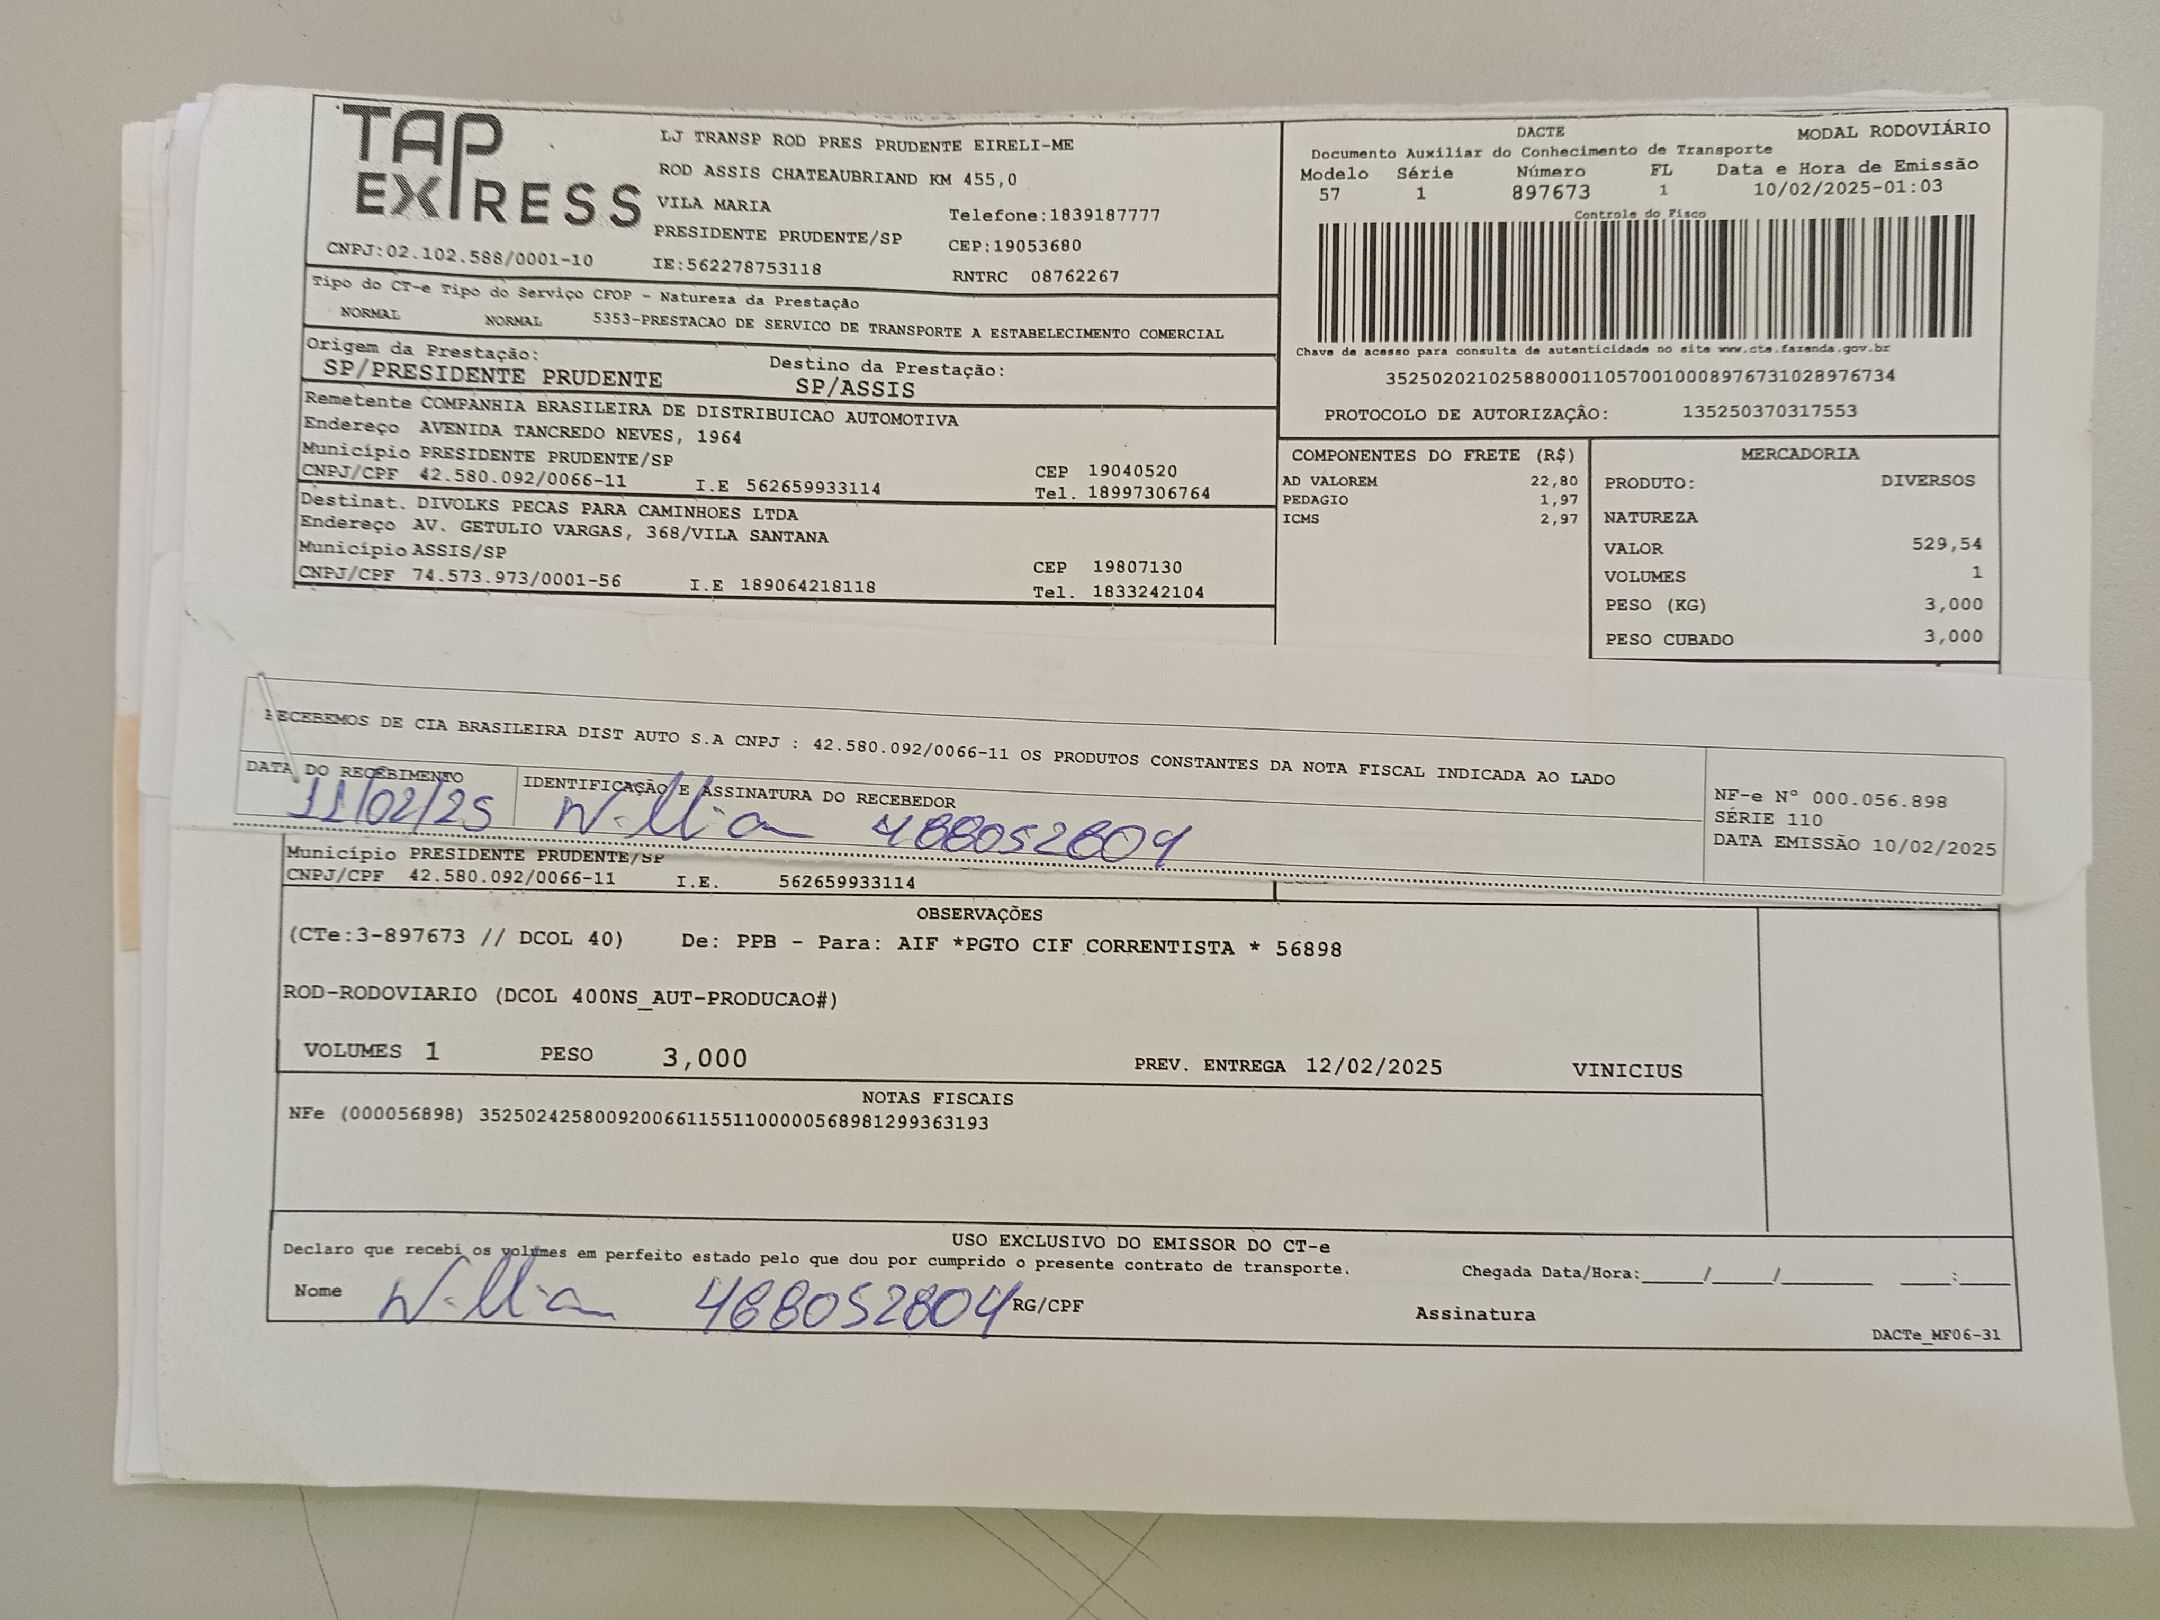 TAP
EXPRESS
LJ TRANSP ROD PRES PRUDENTE EIRELI-ME
ROD ASSIS CHATEAUBRIAND KM 455,0
VILA MARIA
Telefone:1839187777
PRESIDENTE PRUDENTE/SP CEP:19053680
CNPJ:02.102.588/0001-10 IE:562278753118 RNTRC 08762267
DACTE MODAL RODOVIÁRIO
Documento Auxiliar do Conhecimento de Transporte
Modelo Série Número FL Data e Hora de Emissão
57 1 897673 1 10/02/2025-01:03
Controle do Fisco
Chave de acesso para consulta de autenticidade no site www.cte.fazenda.gov.br
35250202102588000110570010008976731028976734
PROTOCOLO DE AUTORIZAÇÂO: 135250370317553
Tipo do CT-e Tipo do Serviço CFOP - Natureza da Prestação
NORMAL NORMAL 5353-PRESTACAO DE SERVICO DE TRANSPORTE A ESTABELECIMENTO COMERCIAL
Origem da Prestação: Destino da Prestação:
SP/PRESIDENTE PRUDENTE SP/ASSIS
Remetente COMPANHIA BRASILEIRA DE DISTRIBUICAO AUTOMOTIVA
Endereço AVENIDA TANCREDO NEVES, 1964
Município PRESIDENTE PRUDENTE/SP CEP 19040520
CNPJ/CPF 42.580.092/0066-11 I.E 562659933114 Tel. 18997306764
Destinat. DIVOLKS PECAS PARA CAMINHOES LTDA
Endereço AV. GETULIO VARGAS, 368/VILA SANTANA
Município ASSIS/SP CEP 19807130
CNPJ/CPF 74.573.973/0001-56 I.E 189064218118 Tel. 1833242104
COMPONENTES DO FRETE (R$)
AD VALOREM 22,80
PEDAGIO 1,97
ICMS 2,97
MERCADORIA
PRODUTO: DIVERSOS
NATUREZA
VALOR 529,54
VOLUMES 1
PESO (KG) 3,000
PESO CUBADO 3,000
RECEBEMOS DE CIA BRASILEIRA DIST AUTO S.A CNPJ : 42.580.092/0066-11 OS PRODUTOS CONSTANTES DA NOTA FISCAL INDICADA AO LADO
DATA DO RECEBIMENTO IDENTIFICAÇÃO E ASSINATURA DO RECEBEDOR
11/02/25 Willian 488052804
NF-e Nº 000.056.898
SÉRIE 110
DATA EMISSÃO 10/02/2025
Município PRESIDENTE PRUDENTE/SP
CNPJ/CPF 42.580.092/0066-11 I.E. 562659933114
OBSERVAÇÕES
(CTe:3-897673 // DCOL 40) De: PPB - Para: AIF *PGTO CIF CORRENTISTA * 56898
ROD-RODOVIARIO (DCOL 400NS_AUT-PRODUCAO#)
VOLUMES 1 PESO 3,000 PREV. ENTREGA 12/02/2025 VINICIUS
NOTAS FISCAIS
NFe (000056898) 35250242580092006611551100000568981299363193
USO EXCLUSIVO DO EMISSOR DO CT-e
Declaro que recebi os volumes em perfeito estado pelo que dou por cumprido o presente contrato de transporte.
Chegada Data/Hora:_____/_____/_______ ____:____
Nome Willian 488052804 RG/CPF Assinatura
DACTe_MF06-31